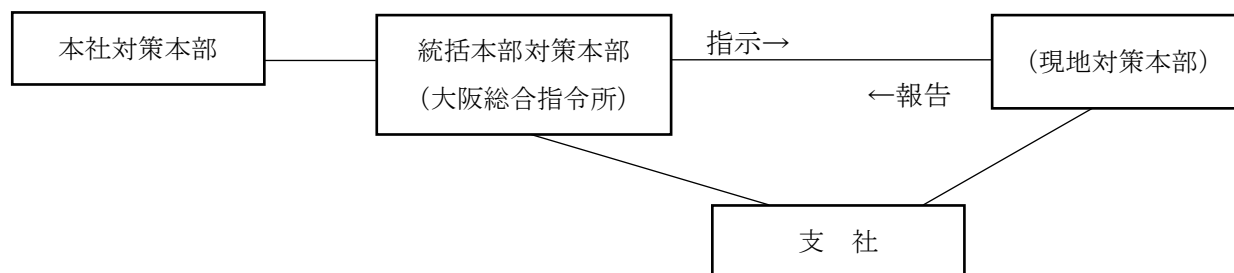 本社対策本部
統括本部対策本部
（大阪総合指令所）
指示→
←報告
（現地対策本部）
支　社